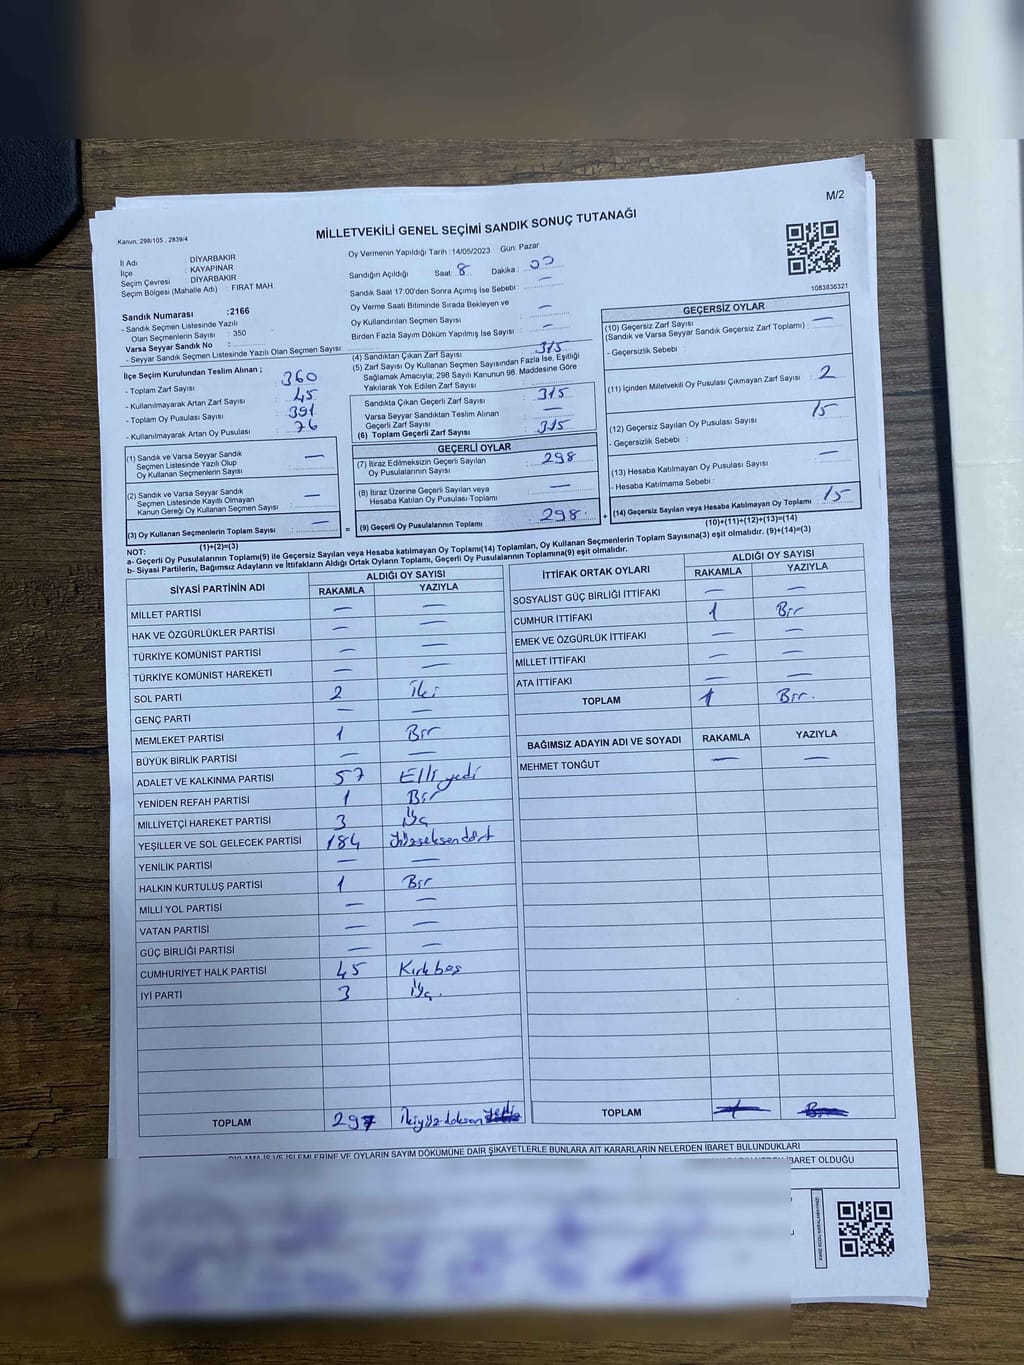 M/2
Kanun, 298/105 , 2839/4
MİLLETVEKİLİ GENEL SEÇİMİ SANDIK SONUÇ TUTANAĞI
İl Adı : DİYARBAKIR
İlçe : KAYAPINAR
Seçim Çevresi : DİYARBAKIR
Seçim Bölgesi (Mahalle Adı) : FIRAT MAH.
Sandık Numarası :2166
- Sandık Seçmen Listesinde Yazılı
Olan Seçmenlerin Sayısı : 350
Varsa Seyyar Sandık No :
- Seyyar Sandık Seçmen Listesinde Yazılı Olan Seçmen Sayısı:
Oy Vermenin Yapıldığı Tarih :14/05/2023 Gün: Pazar
Sandığın Açıldığı Saat: 8 Dakika : 00
Sandık Saat 17.00'den Sonra Açımış İse Sebebi : —
Oy Verme Saati Bitiminde Sırada Bekleyen ve
Oy Kullandırılan Seçmen Sayısı : —
Birden Fazla Sayım Döküm Yapılmış İse Sayısı : —
1083836321
İlçe Seçim Kurulundan Teslim Alınan ;
- Toplam Zarf Sayısı : 360
- Kullanılmayarak Artan Zarf Sayısı : 45
- Toplam Oy Pusulası Sayısı : 391
- Kullanılmayarak Artan Oy Pusulası : 76
(1) Sandık ve Varsa Seyyar Sandık
Seçmen Listesinde Yazılı Olup
Oy Kullanan Seçmenlerin Sayısı : —
(2) Sandık ve Varsa Seyyar Sandık
Seçmen Listesinde Kayıtlı Olmayan
Kanun Gereği Oy Kullanan Seçmen Sayısı : —
(3) Oy Kullanan Seçmenlerin Toplam Sayısı : —
(1)+(2)=(3)
(4) Sandıktan Çıkan Zarf Sayısı : 315
(5) Zarf Sayısı Oy Kullanan Seçmen Sayısından Fazla İse, Eşitliği
Sağlamak Amacıyla; 298 Sayılı Kanunun 98. Maddesine Göre
Yakılarak Yok Edilen Zarf Sayısı :
Sandıkta Çıkan Geçerli Zarf Sayısı : 315
Varsa Seyyar Sandıktan Teslim Alınan
Geçerli Zarf Sayısı : —
(6) Toplam Geçerli Zarf Sayısı : 315
GEÇERLİ OYLAR
(7) İtiraz Edilmeksizin Geçerli Sayılan
Oy Pusulalarının Sayısı : 298
(8) İtiraz Üzerine Geçerli Sayılan veya
Hesaba Katılan Oy Pusulası Toplamı : —
= (9) Geçerli Oy Pusulalarının Toplamı : 298 +
GEÇERSİZ OYLAR
(10) Geçersiz Zarf Sayısı : —
(Sandık ve Varsa Seyyar Sandık Geçersiz Zarf Toplamı)
- Geçersizlik Sebebi :
(11) İçinden Milletvekili Oy Pusulası Çıkmayan Zarf Sayısı : 2
(12) Geçersiz Sayılan Oy Pusulası Sayısı : 15
- Geçersizlik Sebebi :
(13) Hesaba Katılmayan Oy Pusulası Sayısı : —
- Hesaba Katılmama Sebebi :
(14) Geçersiz Sayılan veya Hesaba Katılmayan Oy Toplamı : 15
(10)+(11)+(12)+(13)=(14)
NOT:
a- Geçerli Oy Pusulalarının Toplamı(9) ile Geçersiz Sayılan veya Hesaba katılmayan Oy Toplamı(14) Toplamları, Oy Kullanan Seçmenlerin Toplam Sayısına(3) eşit olmalıdır. (9)+(14)=(3)
b- Siyasi Partilerin, Bağımsız Adayların ve İttifakların Aldığı Ortak Oyların Toplamı, Geçerli Oy Pusulalarının Toplamına(9) eşit olmalıdır.
SİYASİ PARTİNİN ADI ALDIĞI OY SAYISI
RAKAMLA YAZIYLA
MİLLET PARTİSİ — —
HAK VE ÖZGÜRLÜKLER PARTİSİ — —
TÜRKİYE KOMÜNİST PARTİSİ — —
TÜRKİYE KOMÜNİST HAREKETİ — —
SOL PARTİ 2 İki
GENÇ PARTİ — —
MEMLEKET PARTİSİ 1 Bir
BÜYÜK BİRLİK PARTİSİ — —
ADALET VE KALKINMA PARTİSİ 57 Elli yedi
YENİDEN REFAH PARTİSİ 1 Bir
MİLLİYETÇİ HAREKET PARTİSİ 3 Üç
YEŞİLLER VE SOL GELECEK PARTİSİ 184 Yüzseksendört
YENİLİK PARTİSİ — —
HALKIN KURTULUŞ PARTİSİ 1 Bir
MİLLİ YOL PARTİSİ — —
VATAN PARTİSİ — —
GÜÇ BİRLİĞİ PARTİSİ — —
CUMHURİYET HALK PARTİSİ 45 Kırkbeş
İYİ PARTİ 3 Üç.
TOPLAM 297 İkiyüzdoksan
İTTİFAK ORTAK OYLARI ALDIĞI OY SAYISI
RAKAMLA YAZIYLA
SOSYALİST GÜÇ BİRLİĞİ İTTİFAKI — —
CUMHUR İTTİFAKI 1 Bir
EMEK VE ÖZGÜRLÜK İTTİFAKI — —
MİLLET İTTİFAKI — —
ATA İTTİFAKI — —
TOPLAM 1 Bir.
BAĞIMSIZ ADAYIN ADI VE SOYADI RAKAMLA YAZIYLA
MEHMET TONĞUT — —
TOPLAM
OYLAMA İŞ VE İŞLEMLERİNE VE OYLARIN SAYIM DÖKÜMÜNE DAİR ŞİKAYETLERLE BUNLARA AİT KARARLARIN NELERDEN İBARET BULUNDUKLARI
İBARET OLDUĞU